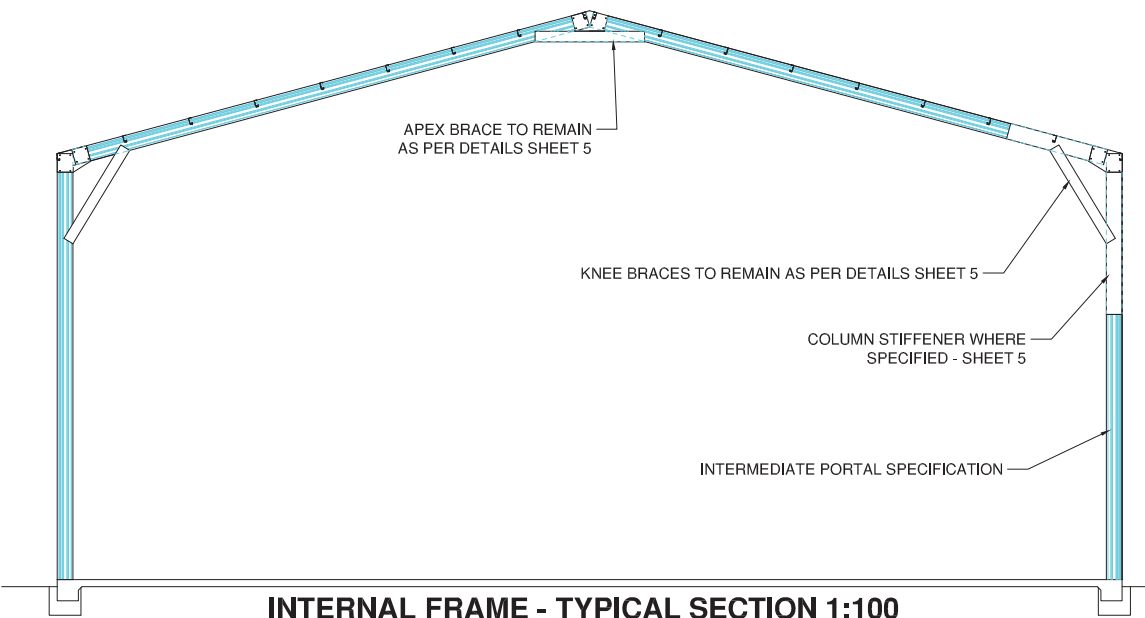 APEX BRACE TO REMAIN
AS PER DETAILS SHEET 5
KNEE BRACES TO REMAIN AS PER DETAILS SHEET 5
COLUMN STIFFENER WHERE
SPECIFIED - SHEET 5
INTERMEDIATE PORTAL SPECIFICATION
INTERNAL FRAME - TYPICAL SECTION 1:100